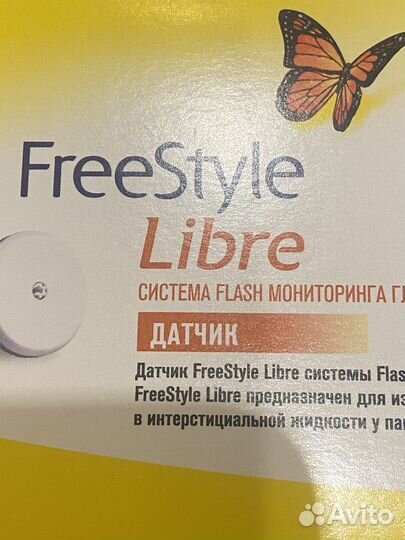 FreeStyle
Libre
СИСТЕМА FLASH МОНИТОРИНГА
ДАТЧИК
Датчик FreeStyle Libre системы Flas
FreeStyle Libre предназначен для из
в интерстициальной жидкости у па
Avito